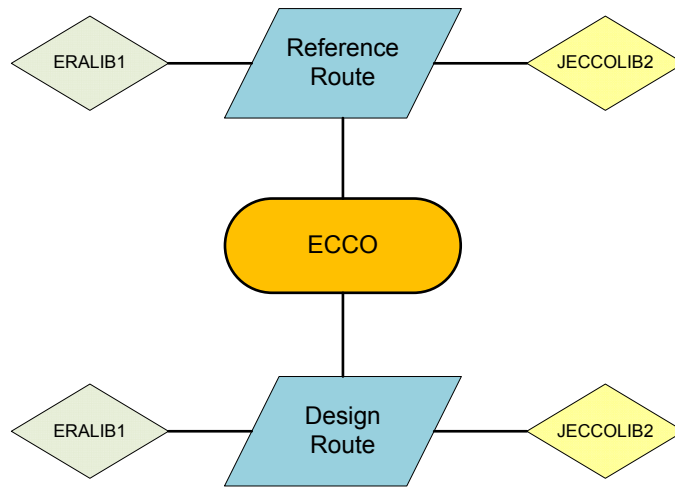 Reference
Route
ERALIB1
JECCOLIB2
ECCO
Design
Route
ERALIB1
JECCOLIB2